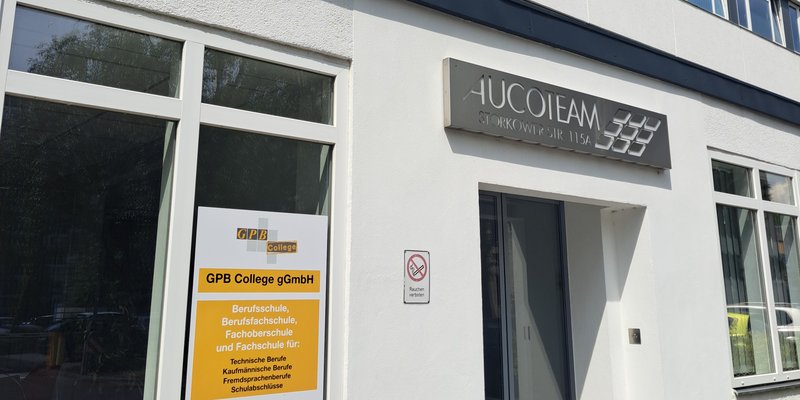 AUCOTEAM
STORKOWER STR. 115A
GPB
College
GPB College gGmbH
Berufsschule,
Berufsfachschule,
Fachoberschule
und Fachschule für:
Technische Berufe
Kaufmännische Berufe
Fremdsprachenberufe
Schulabschlüsse
Rauchen
verboten